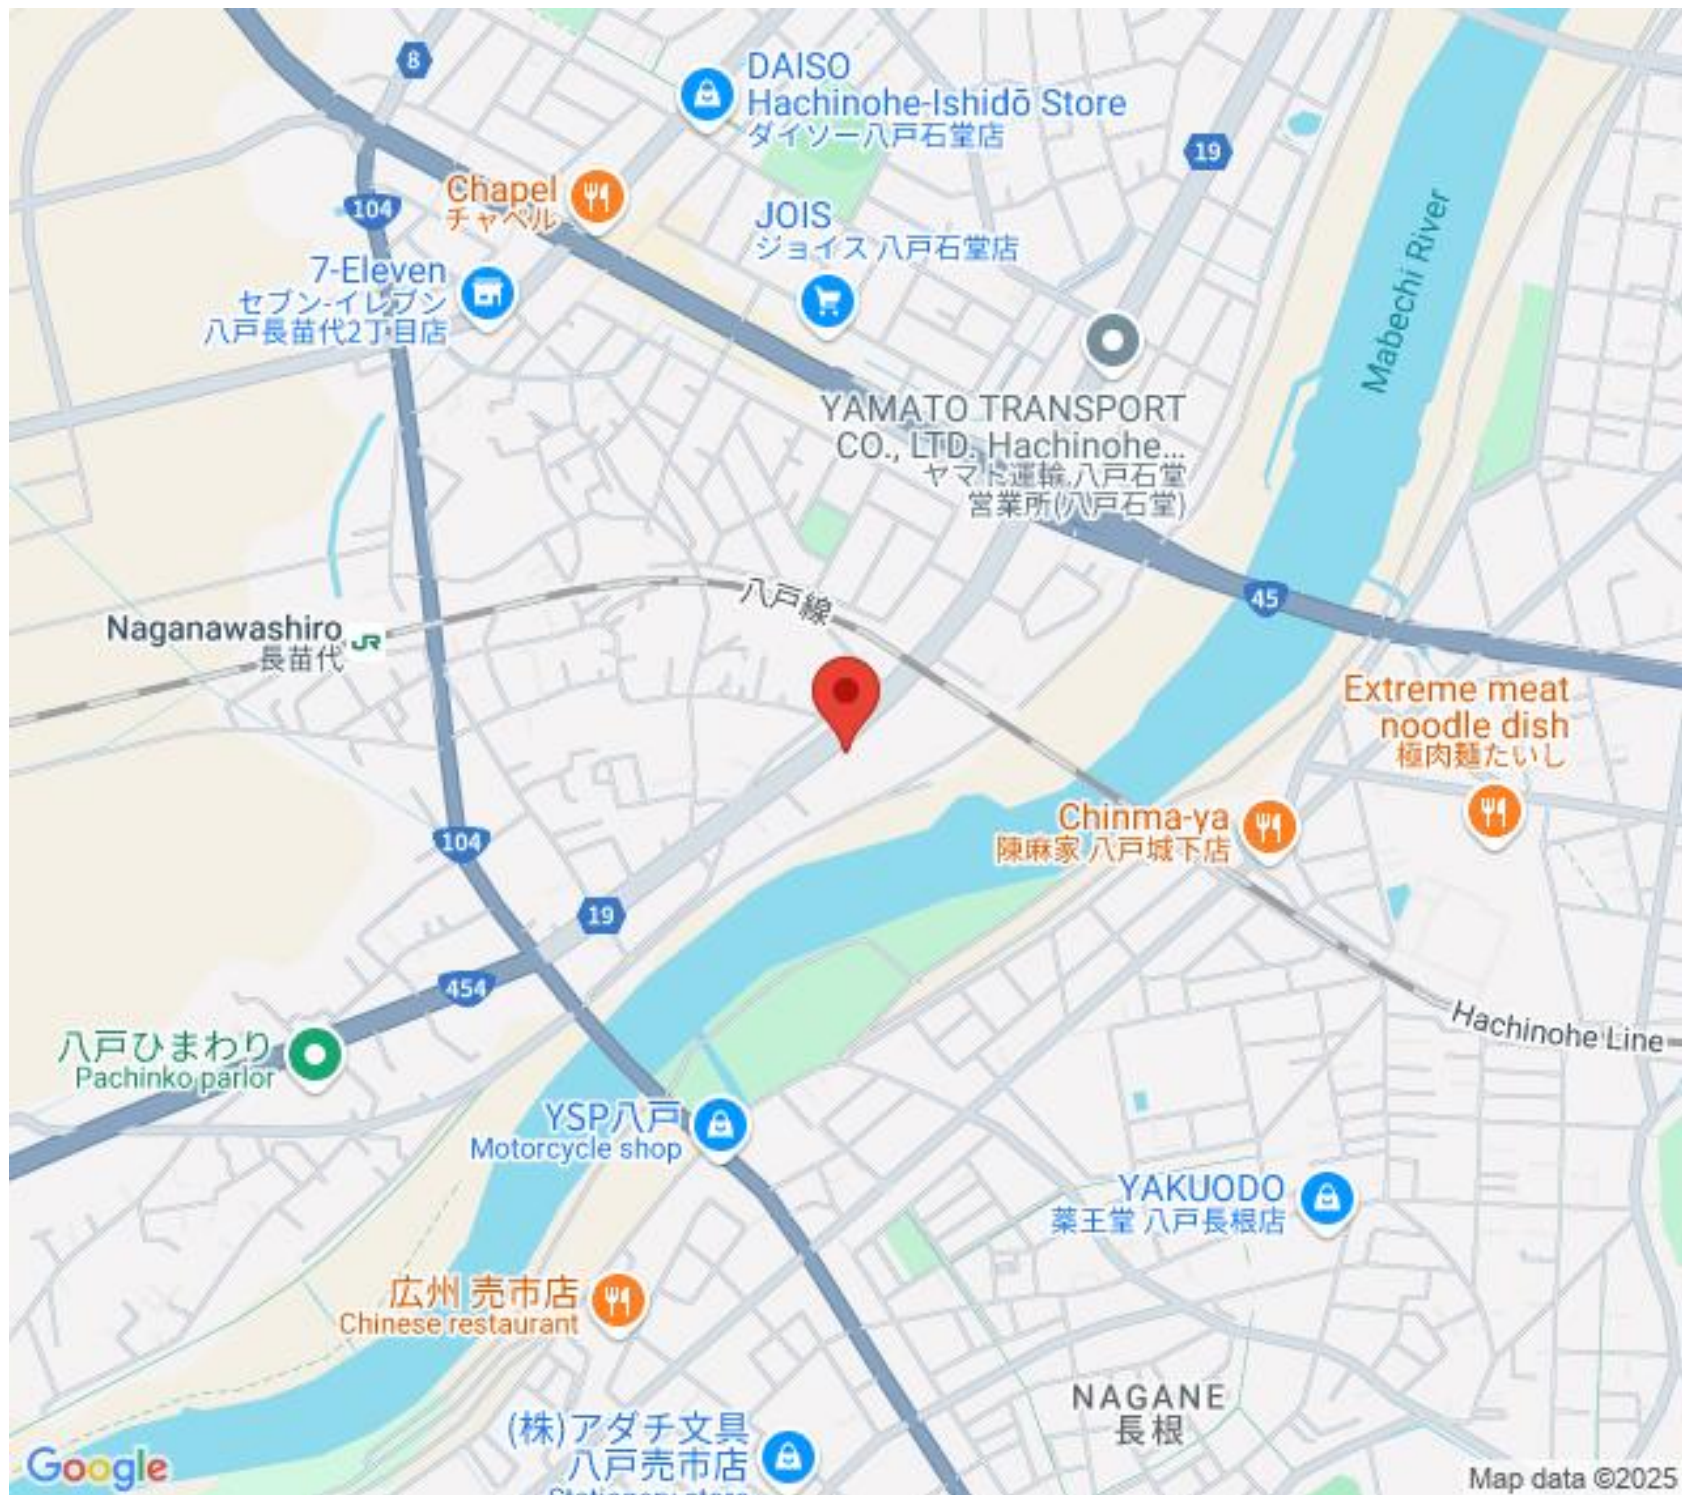 8
DAISO
Hachinohe-Ishidō Store
ダイソー八戸石堂店
19
Chapel
チャペル
104
JOIS
ジョイス 八戸石堂店
7-Eleven
セブン-イレブン
八戸長苗代2丁目店
Mabechi River
YAMATO TRANSPORT
CO., LTD. Hachinohe...
ヤマト運輸 八戸石堂
営業所(八戸石堂)
八戸線
45
Naganawashiro
長苗代
JR
Extreme meat
noodle dish
極肉麺たいし
Chinma-ya
陳麻家 八戸城下店
104
19
454
Hachinohe Line
八戸ひまわり
Pachinko parlor
YSP八戸
Motorcycle shop
YAKUODO
薬王堂 八戸長根店
広州 売市店
Chinese restaurant
NAGANE
長根
(株)アダチ文具
八戸売市店
Stationery store
Google
Map data ©2025